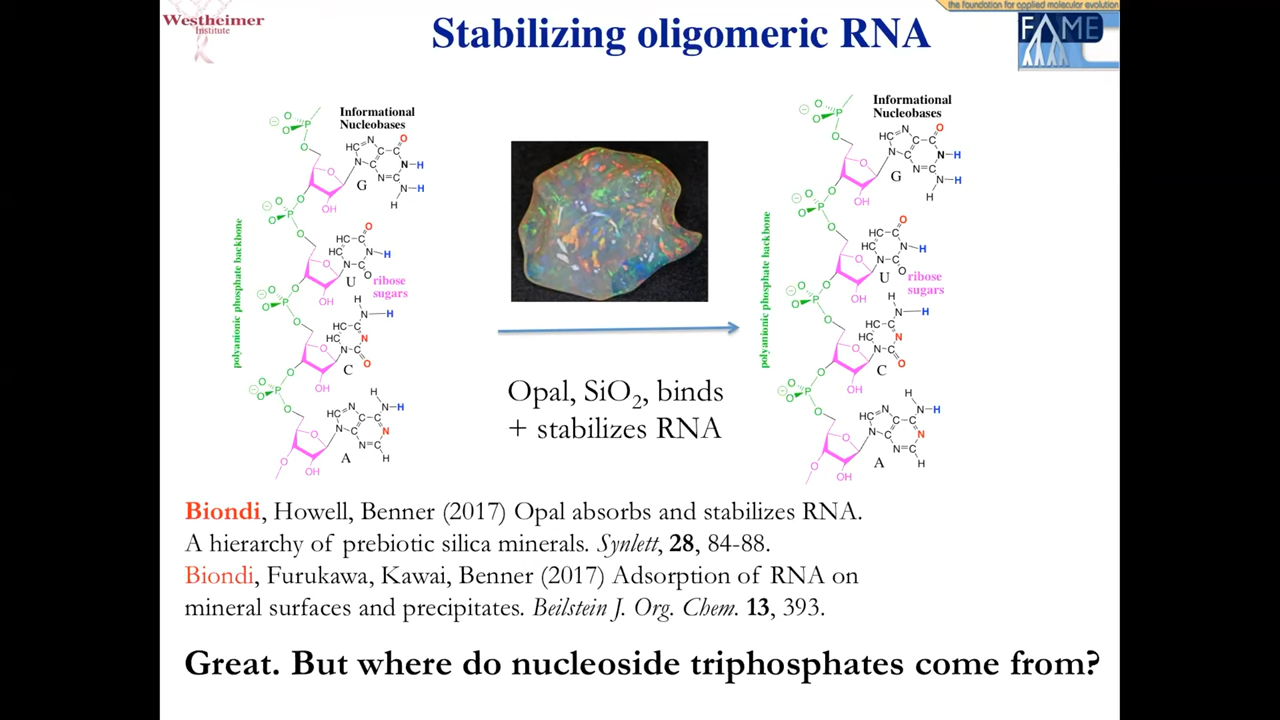 Westheimer
Institute
the foundation for applied molecular evolution
FAME
Stabilizing oligomeric RNA
Informational
Nucleobases
G
U
C
A
ribose
sugars
polyanionic phosphate backbone
Opal, SiO₂, binds
+ stabilizes RNA
Informational
Nucleobases
G
U
C
A
ribose
sugars
polyanionic phosphate backbone
Biondi, Howell, Benner (2017) Opal absorbs and stabilizes RNA.
A hierarchy of prebiotic silica minerals. Synlett, 28, 84-88.
Biondi, Furukawa, Kawai, Benner (2017) Adsorption of RNA on
mineral surfaces and precipitates. Beilstein J. Org. Chem. 13, 393.
Great. But where do nucleoside triphosphates come from?